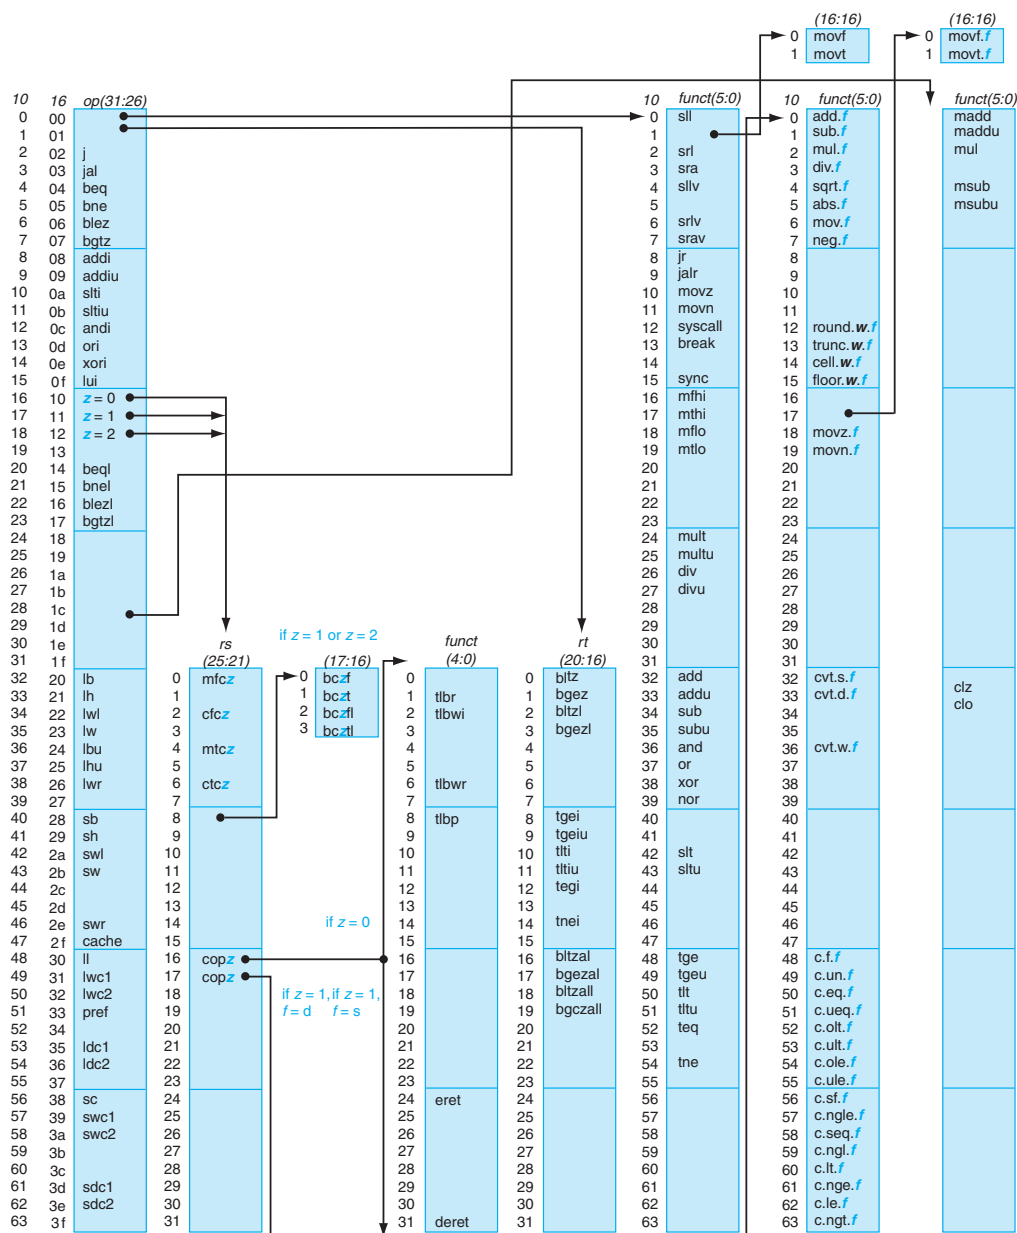 (16:16)
0 movf
1 movt
(16:16)
0 movf.f
1 movt.f
10 16 op(31:26)
0 00
1 01
2 02 j
3 03 jal
4 04 beq
5 05 bne
6 06 blez
7 07 bgtz
8 08 addi
9 09 addiu
10 0a slti
11 0b sltiu
12 0c andi
13 0d ori
14 0e xori
15 0f lui
16 10 z = 0
17 11 z = 1
18 12 z = 2
19 13
20 14 beql
21 15 bnel
22 16 blezl
23 17 bgtzl
24 18
25 19
26 1a
27 1b
28 1c
29 1d
30 1e
31 1f
32 20 lb
33 21 lh
34 22 lwl
35 23 lw
36 24 lbu
37 25 lhu
38 26 lwr
39 27
40 28 sb
41 29 sh
42 2a swl
43 2b sw
44 2c
45 2d
46 2e swr
47 2f cache
48 30 ll
49 31 lwc1
50 32 lwc2
51 33 pref
52 34
53 35 ldc1
54 36 ldc2
55 37
56 38 sc
57 39 swc1
58 3a swc2
59 3b
60 3c
61 3d sdc1
62 3e sdc2
63 3f
rs
(25:21)
0 mfcz
1
2 cfcz
3
4 mtcz
5
6 ctcz
7
8
9
10
11
12
13
14
15
16 copz
17 copz
18
19
20
21
22
23
24
25
26
27
28
29
30
31
if z = 1 or z = 2
(17:16)
0 bczf
1 bczt
2 bczfl
3 bcztl
if z = 0
if z = 1, if z = 1,
f = d f = s
funct
(4:0)
0
1 tlbr
2 tlbwi
3
4
5
6 tlbwr
7
8 tlbp
9
10
11
12
13
14
15
16
17
18
19
20
21
22
23
24 eret
25
26
27
28
29
30
31 deret
rt
(20:16)
0 bltz
1 bgez
2 bltzl
3 bgezl
4
5
6
7
8 tgei
9 tgeiu
10 tlti
11 tltiu
12 tegi
13
14 tnei
15
16 bltzal
17 bgezal
18 bltzall
19 bgczall
20
21
22
23
24
25
26
27
28
29
30
31
10 funct(5:0)
0 sll
1
2 srl
3 sra
4 sllv
5
6 srlv
7 srav
8 jr
9 jalr
10 movz
11 movn
12 syscall
13 break
14
15 sync
16 mfhi
17 mthi
18 mflo
19 mtlo
20
21
22
23
24 mult
25 multu
26 div
27 divu
28
29
30
31
32 add
33 addu
34 sub
35 subu
36 and
37 or
38 xor
39 nor
40
41
42 slt
43 sltu
44
45
46
47
48 tge
49 tgeu
50 tlt
51 tltu
52 teq
53
54 tne
55
56
57
58
59
60
61
62
63
10 funct(5:0)
0 add.f
1 sub.f
2 mul.f
3 div.f
4 sqrt.f
5 abs.f
6 mov.f
7 neg.f
8
9
10
11
12 round.w.f
13 trunc.w.f
14 cell.w.f
15 floor.w.f
16
17
18 movz.f
19 movn.f
20
21
22
23
24
25
26
27
28
29
30
31
32 cvt.s.f
33 cvt.d.f
34
35
36 cvt.w.f
37
38
39
40
41
42
43
44
45
46
47
48 c.f.f
49 c.un.f
50 c.eq.f
51 c.ueq.f
52 c.olt.f
53 c.ult.f
54 c.ole.f
55 c.ule.f
56 c.sf.f
57 c.ngle.f
58 c.seq.f
59 c.ngl.f
60 c.lt.f
61 c.nge.f
62 c.le.f
63 c.ngt.f
funct(5:0)
madd
maddu
mul
msub
msubu
clz
clo